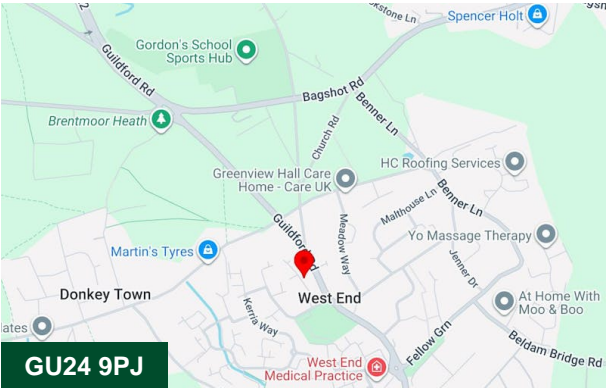 kstone Ln
Spencer Holt
Gordon's School
Sports Hub
Guildford Rd
Bagshot Rd
Brentmoor Heath
Benner Ln
Church Rd
HC Roofing Services
Greenview Hall Care
Home - Care UK
Malthouse Ln
Benner Ln
Guildford Rd
Meadow Way
Yo Massage Therapy
Martin's Tyres
Jenner Dr
Donkey Town
West End
At Home With
Moo & Boo
Kerria Way
Fellow Grn
Beldam Bridge Rd
West End
Medical Practice
GU24 9PJ